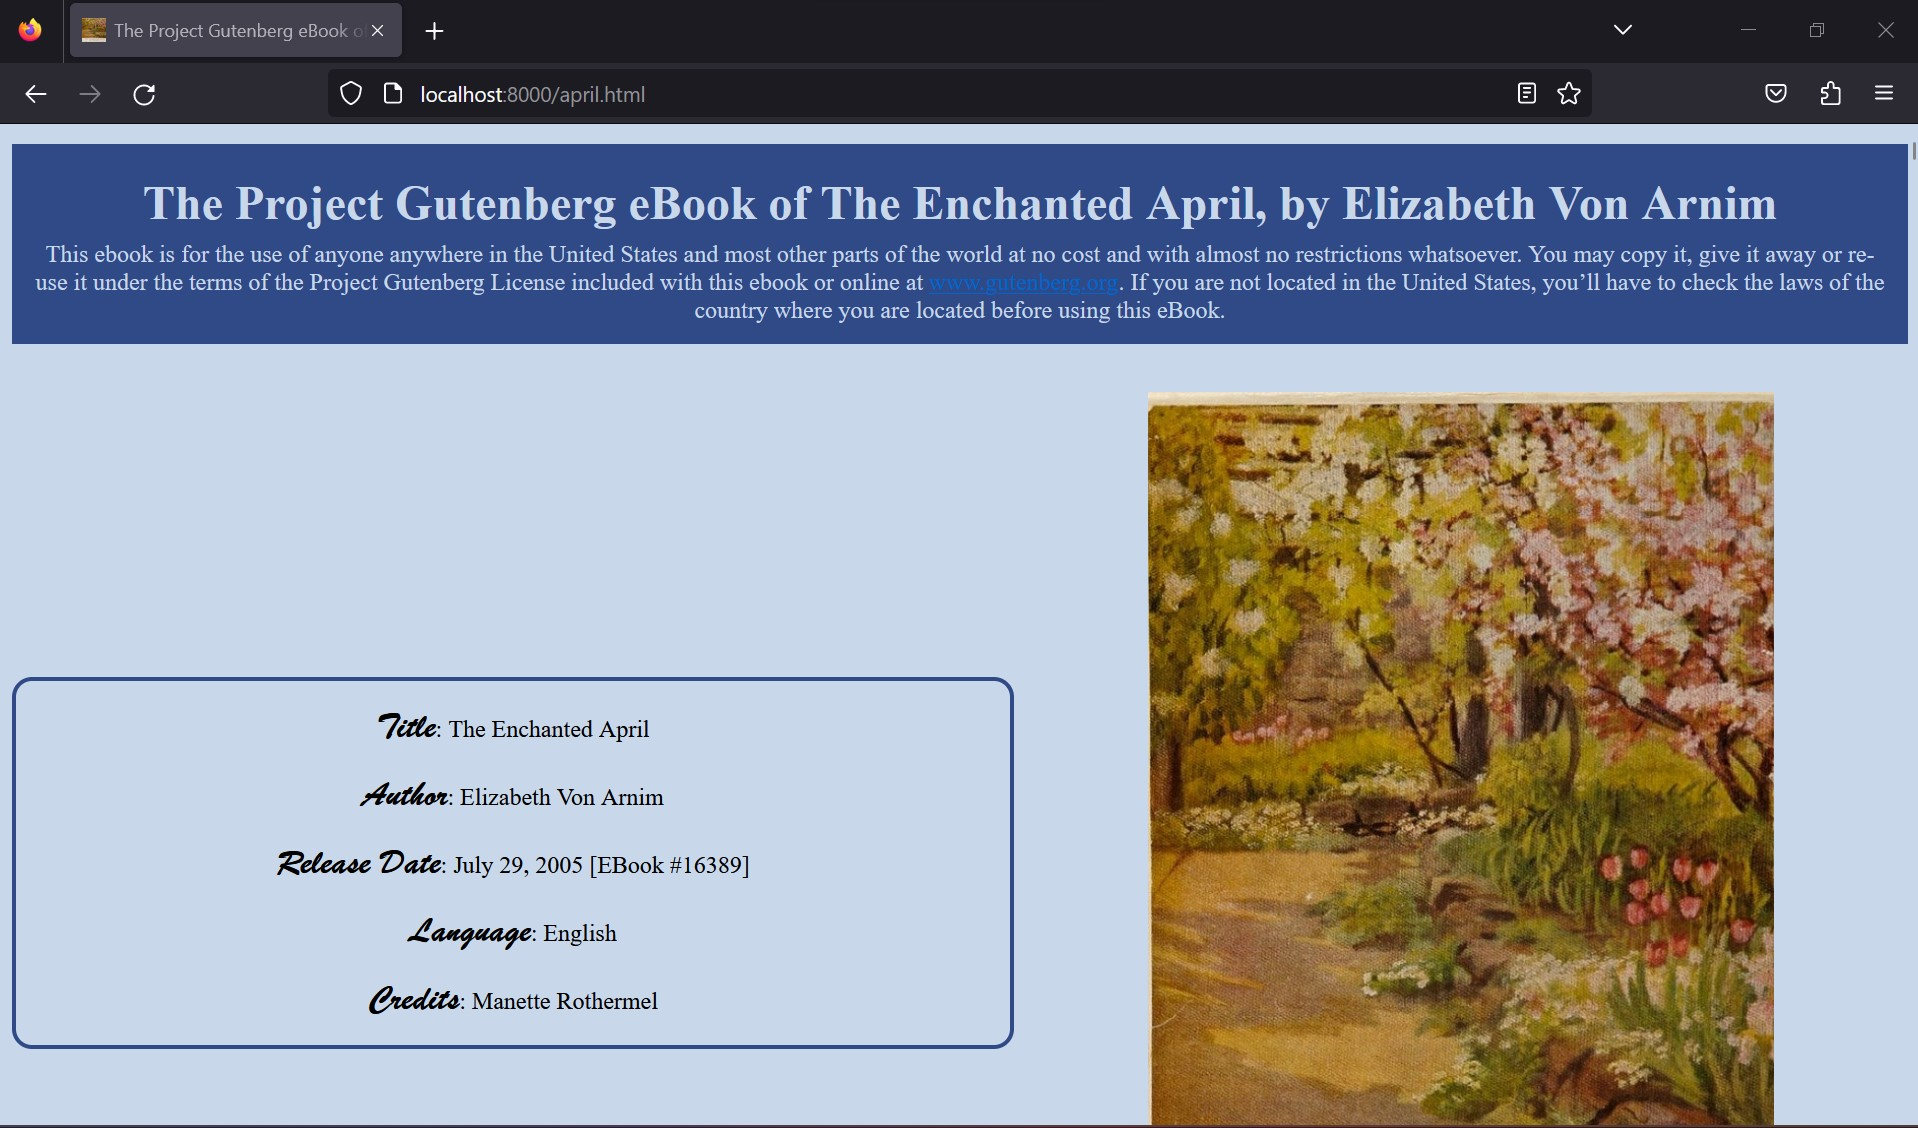 The Project Gutenberg eBook of
localhost:8000/april.html
The Project Gutenberg eBook of The Enchanted April, by Elizabeth Von Arnim
This ebook is for the use of anyone anywhere in the United States and most other parts of the world at no cost and with almost no restrictions whatsoever. You may copy it, give it away or re-
use it under the terms of the Project Gutenberg License included with this ebook or online at www.gutenberg.org. If you are not located in the United States, you’ll have to check the laws of the
country where you are located before using this eBook.
Title: The Enchanted April
Author: Elizabeth Von Arnim
Release Date: July 29, 2005 [EBook #16389]
Language: English
Credits: Manette Rothermel